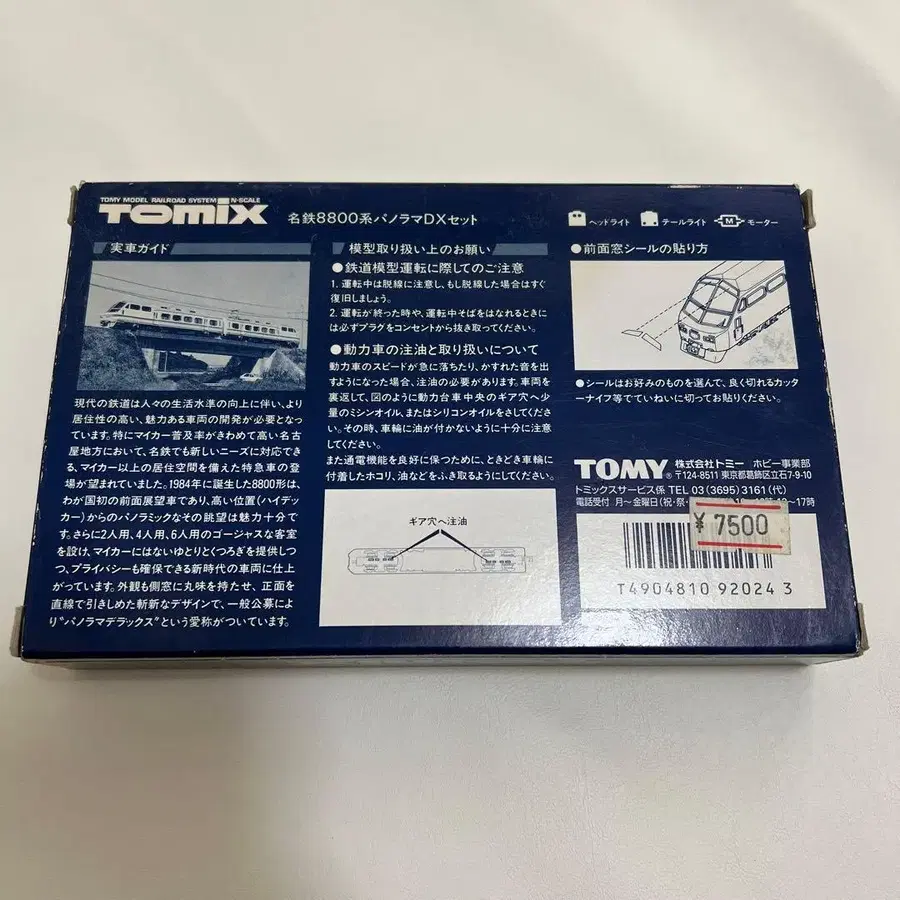 TOMY MODEL RAILROAD SYSTEM N-SCALE
TOMIX
名鉄8800系パノラマDXセット
ヘッドライト
テールライト
M
モーター
実車ガイド
現代の鉄道は人々の生活水準の向上に伴い、より
居住性の高い、魅力ある車両の開発が必要となっ
ています。特にマイカー普及率がきわめて高い名古
屋地方において、名鉄でも新しいニーズに対応でき
る、マイカー以上の居住空間を備えた特急車の登
場が望まれていました。1984年に誕生した8800形は、
わが国初の前面展望車であり、高い位置(ハイデッ
カー)からのパノラミックなその眺望は魅力十分で
す。さらに2人用、4人用、6人用のゴージャスな客室
を設け、マイカーにはないゆとりとくつろぎを提供しつ
つ、プライバシーも確保できる新時代の車両に仕上
がっています。外観も側窓に丸味を持たせ、正面を
直線で引きしめた斬新なデザインで、一般公募によ
り"パノラマデラックス"という愛称がついています。
模型取り扱い上のお願い
●鉄道模型運転に際してのご注意
1. 運転中は脱線に注意し、もし脱線した場合はすぐ
復旧しましょう。
2. 運転が終った時や、運転中そばをはなれるときに
は必ずプラグをコンセントから抜き取ってください。
●動力車の注油と取り扱いについて
動力車のスピードが急に落ちたり、かすれた音を出
すようになった場合、注油の必要があります。車両を
裏返して、図のように動力台車中央のギア穴へ少
量のミシンオイル、またはシリコンオイルをさしてくださ
い。その時、車輪に油が付かないように十分に注意
してください。
また通電機能を良好に保つために、ときどき車輪に
付着したホコリ、油などをふき取るようにしてください。
ギア穴へ注油
●前面窓シールの貼り方
●シールはお好みのものを選んで、良く切れるカッタ
ーナイフ等でていねいに切ってお貼りください。
TOMY® 株式会社トミー ホビー事業部
〒124-8511 東京都葛飾区立石7-9-10
トミックスサービス係 TEL 03(3695)3161(代)
電話受付 月〜金曜日(祝・祭
17時
¥7500
T4904810 92024 3